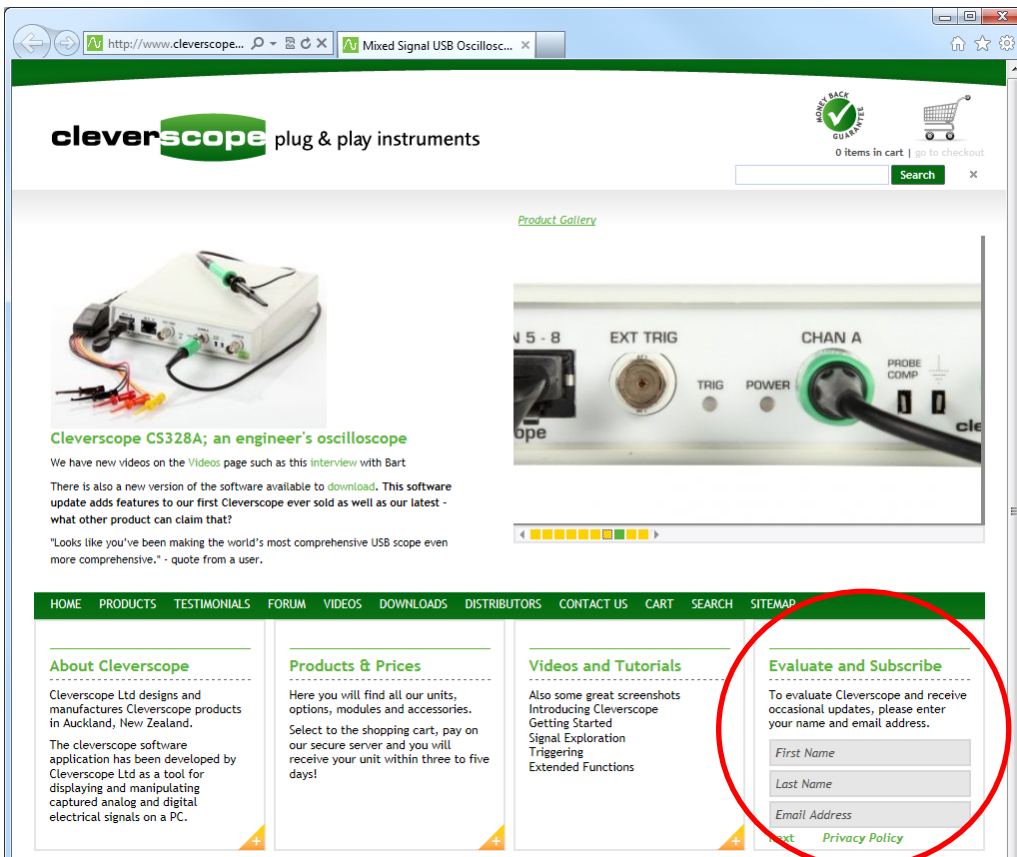 http://www.cleverscope...
Mixed Signal USB Oscillosc...
cleverscope plug & play instruments
MONEY BACK GUARANTEE
0 items in cart | go to checkout
Search
Product Gallery
N 5 - 8 EXT TRIG CHAN A
TRIG POWER PROBE COMP
ope
cle
Cleverscope CS328A; an engineer's oscilloscope
We have new videos on the Videos page such as this interview with Bart
There is also a new version of the software available to download. This software
update adds features to our first Cleverscope ever sold as well as our latest -
what other product can claim that?
"Looks like you've been making the world's most comprehensive USB scope even
more comprehensive." - quote from a user.
HOME PRODUCTS TESTIMONIALS FORUM VIDEOS DOWNLOADS DISTRIBUTORS CONTACT US CART SEARCH SITEMAP
About Cleverscope
Cleverscope Ltd designs and
manufactures Cleverscope products
in Auckland, New Zealand.
The cleverscope software
application has been developed by
Cleverscope Ltd as a tool for
displaying and manipulating
captured analog and digital
electrical signals on a PC.
Products & Prices
Here you will find all our units,
options, modules and accessories.
Select to the shopping cart, pay on
our secure server and you will
receive your unit within three to five
days!
Videos and Tutorials
Also some great screenshots
Introducing Cleverscope
Getting Started
Signal Exploration
Triggering
Extended Functions
Evaluate and Subscribe
To evaluate Cleverscope and receive
occasional updates, please enter
your name and email address.
First Name
Last Name
Email Address
Next Privacy Policy